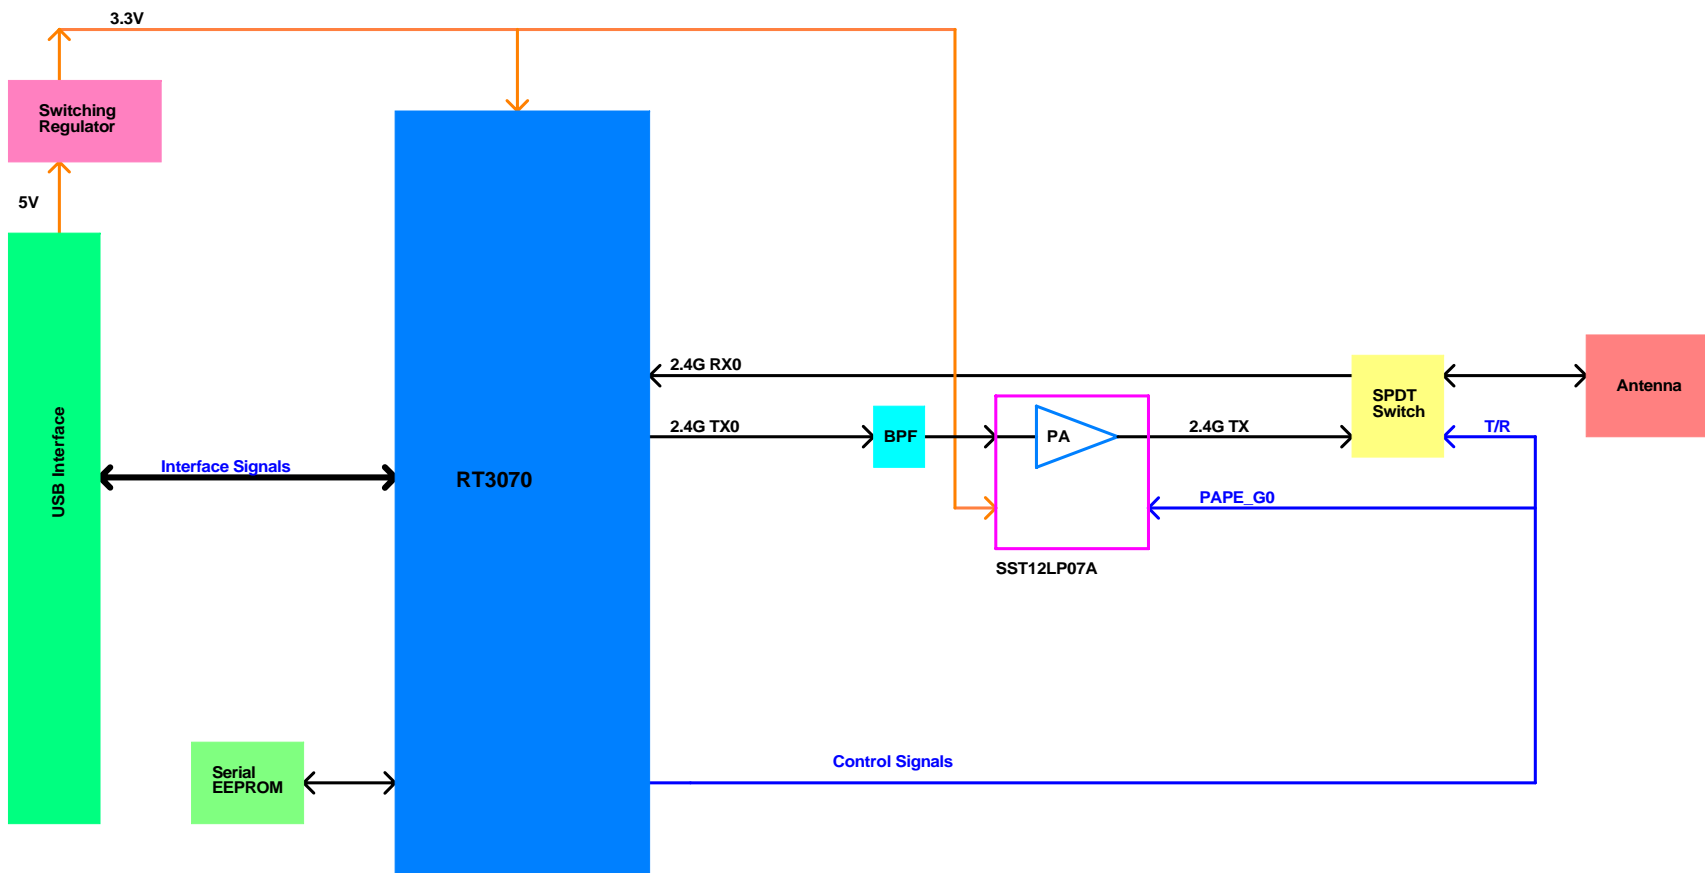 3.3V
Switching
Regulator
5V
USB Interface
Interface Signals
RT3070
Serial
EEPROM
2.4G RX0
2.4G TX0
BPF
PA
SST12LP07A
2.4G TX
SPDT
Switch
T/R
PAPE_G0
Antenna
Control Signals